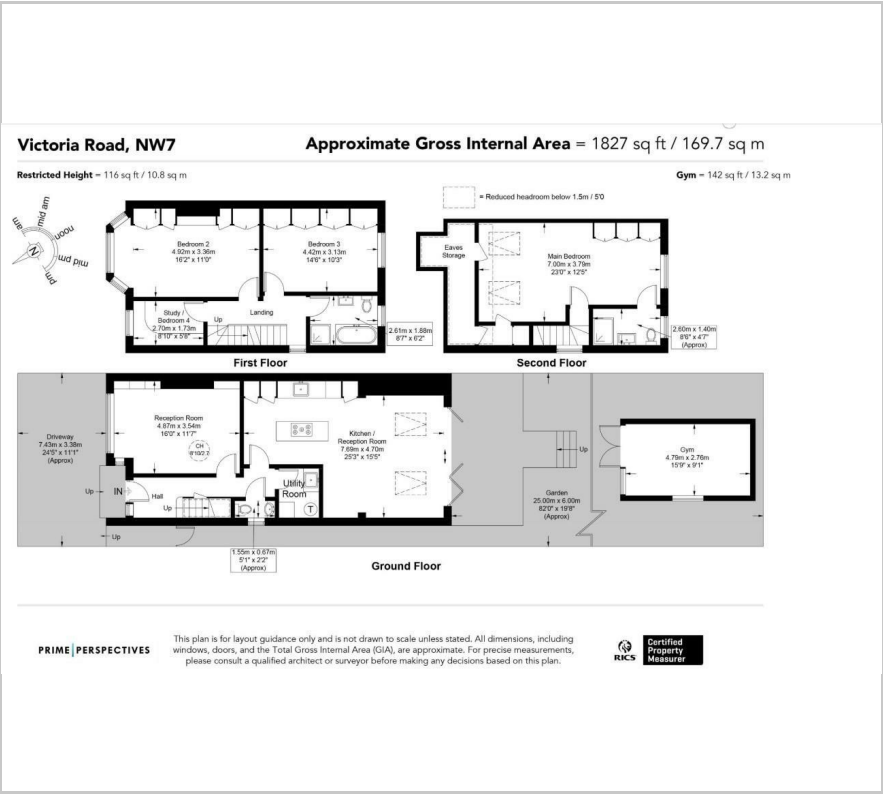 Victoria Road, NW7
Approximate Gross Internal Area = 1827 sq ft / 169.7 sq m
Restricted Height = 116 sq ft / 10.8 sq m
Gym = 142 sq ft / 13.2 sq m
= Reduced headroom below 1.5m / 5'0
am
mid am
noon
mid pm
pm
N
Bedroom 2
4.92m x 3.36m
16'2" x 11'0"
Bedroom 3
4.42m x 3.13m
14'6" x 10'3"
Study /
Bedroom 4
2.70m x 1.73m
8'10" x 5'8"
Up
Landing
2.61m x 1.88m
8'7" x 6'2"
First Floor
Eaves
Storage
Main Bedroom
7.00m x 3.79m
23'0" x 12'5"
2.60m x 1.40m
8'6" x 4'7"
(Approx)
Second Floor
Driveway
7.43m x 3.38m
24'5" x 11'1"
(Approx)
Reception Room
4.87m x 3.54m
16'0" x 11'7"
CH
Kitchen /
Reception Room
7.69m x 4.70m
25'3" x 15'5"
Utility
Room
T
Up
IN
Hall
Up
Up
1.55m x 0.67m
5'1" x 2'2"
(Approx)
Up
Garden
25.00m x 6.00m
82'0" x 19'8"
(Approx)
Gym
4.79m x 2.76m
15'9" x 9'1"
Ground Floor
PRIME|PERSPECTIVES
This plan is for layout guidance only and is not drawn to scale unless stated. All dimensions, including
windows, doors, and the Total Gross Internal Area (GIA), are approximate. For precise measurements,
please consult a qualified architect or surveyor before making any decisions based on this plan.
RICS
Certified
Property
Measurer